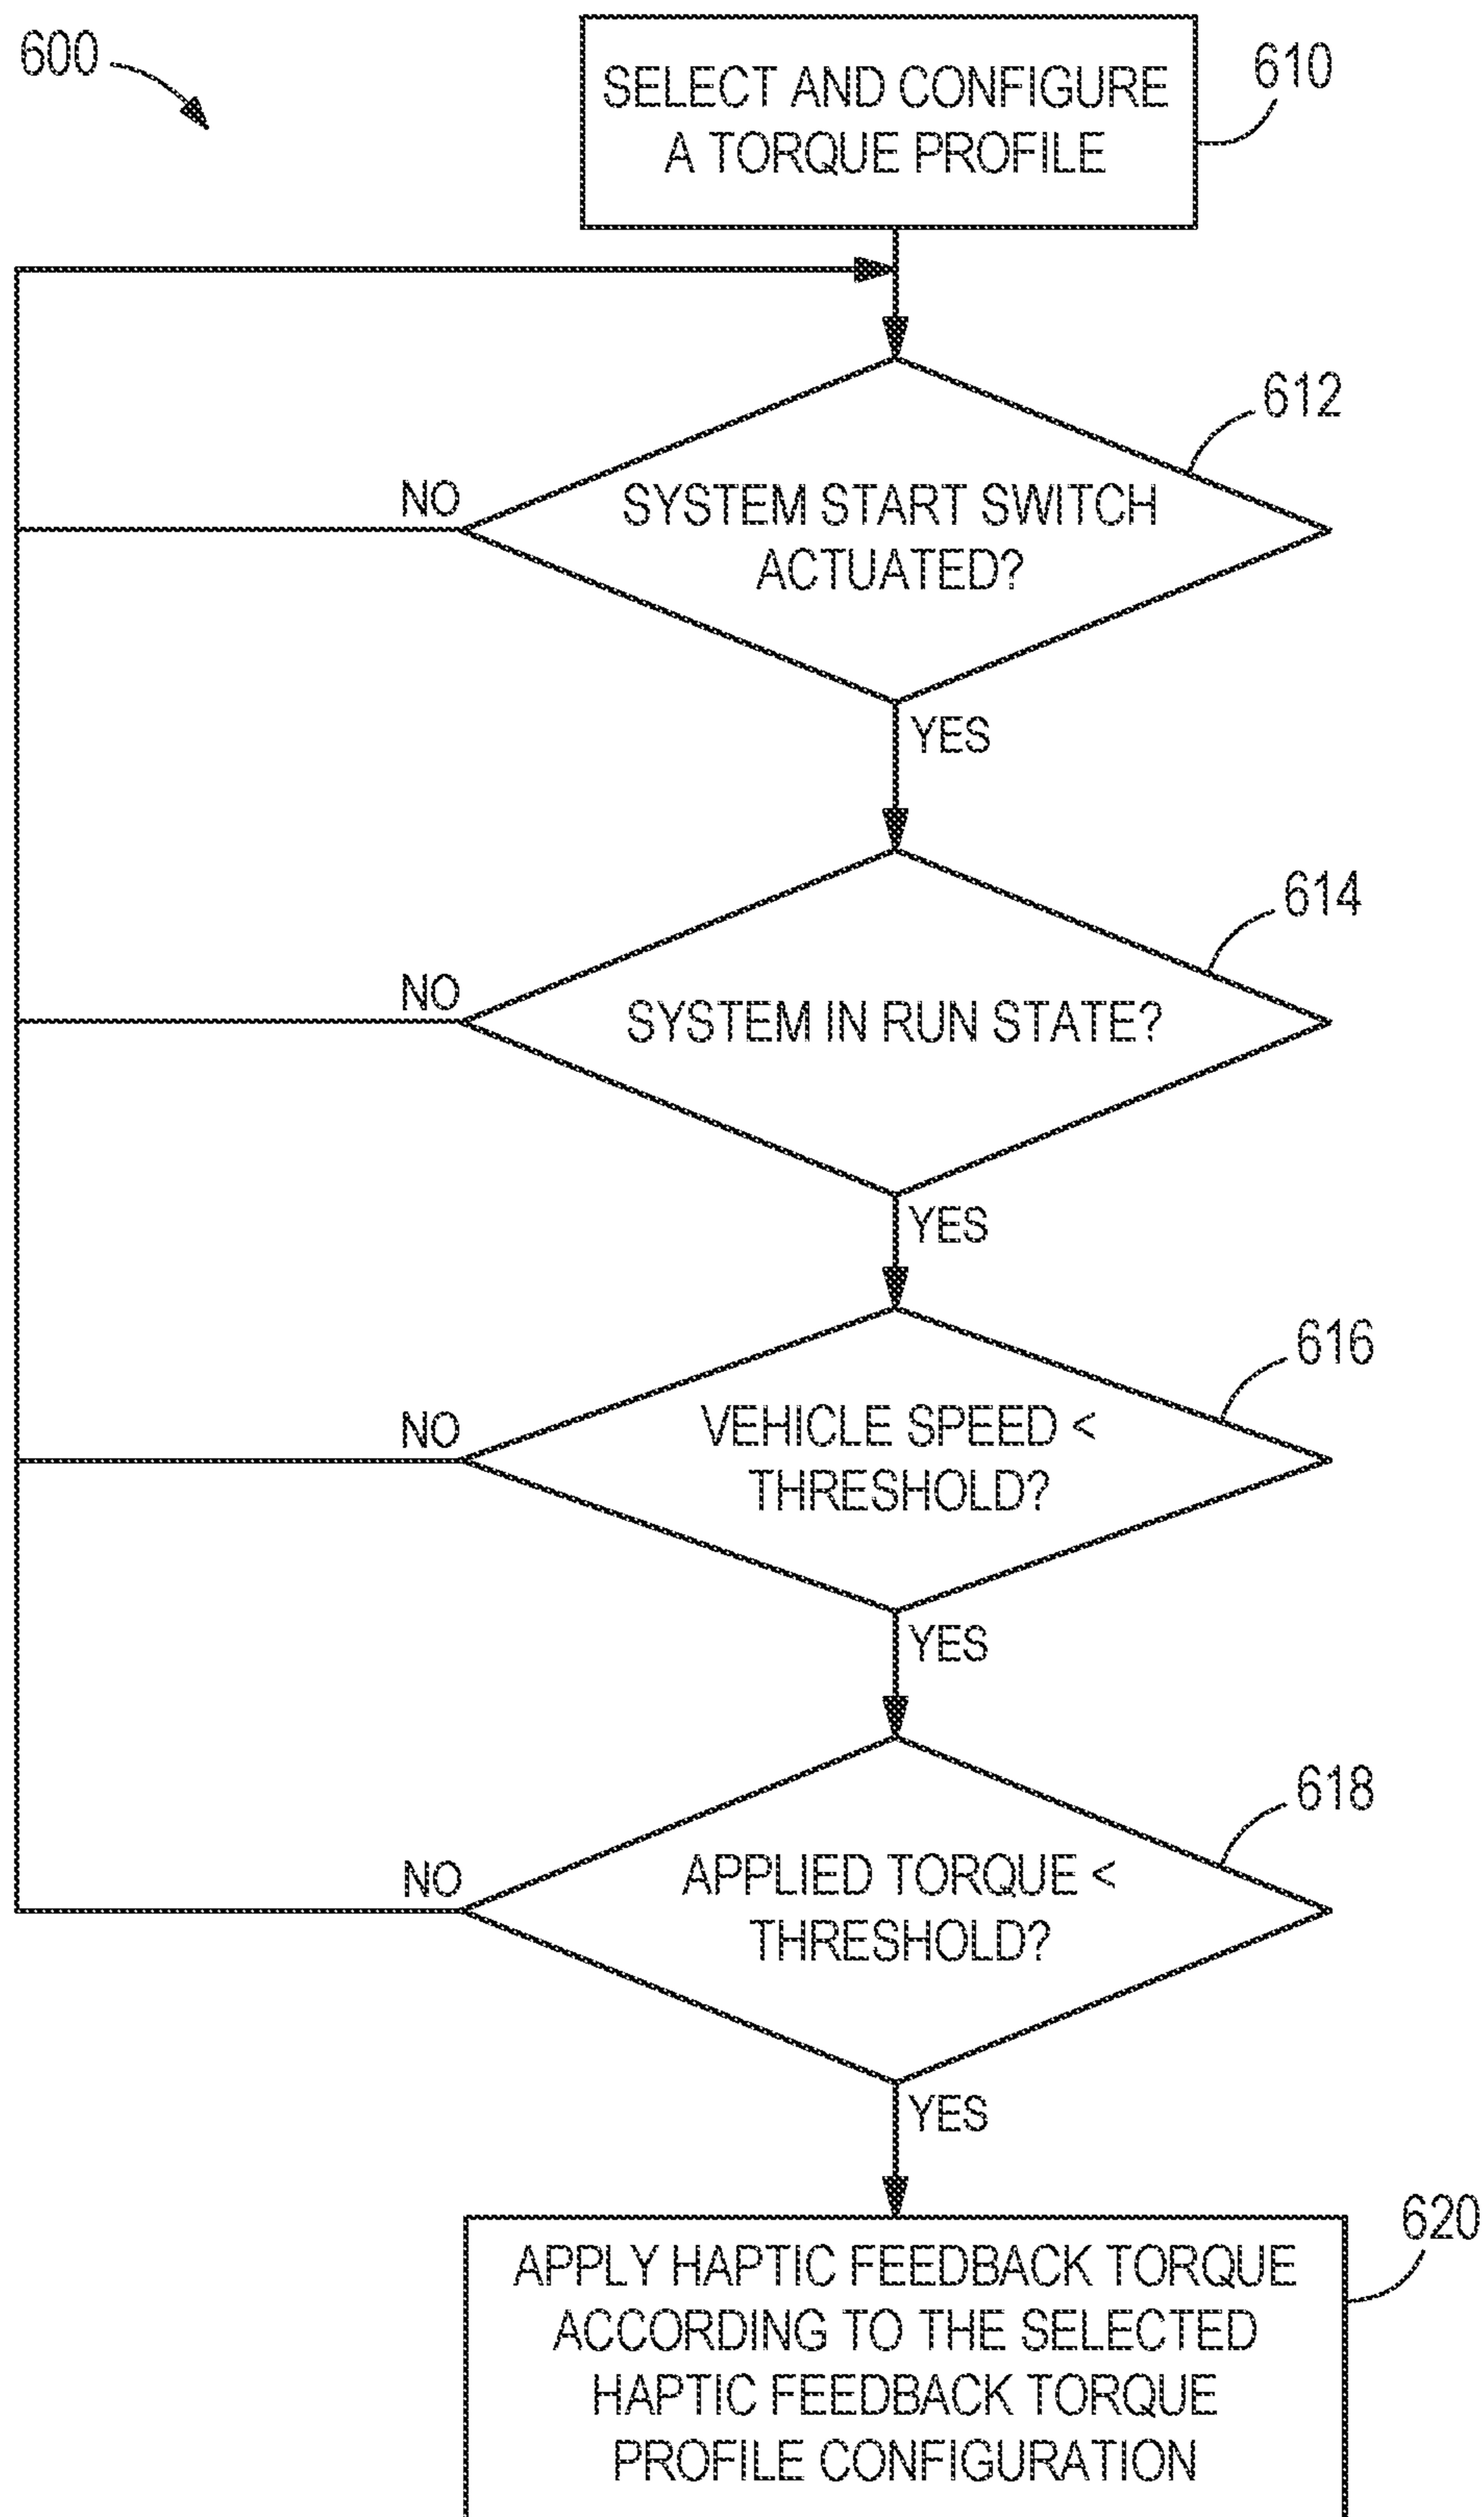 600
SELECT AND CONFIGURE
A TORQUE PROFILE
610
612
NO
SYSTEM START SWITCH
ACTUATED?
YES
614
NO
SYSTEM IN RUN STATE?
YES
616
NO
VEHICLE SPEED <
THRESHOLD?
YES
618
NO
APPLIED TORQUE <
THRESHOLD?
YES
620
APPLY HAPTIC FEEDBACK TORQUE
ACCORDING TO THE SELECTED
HAPTIC FEEDBACK TORQUE
PROFILE CONFIGURATION